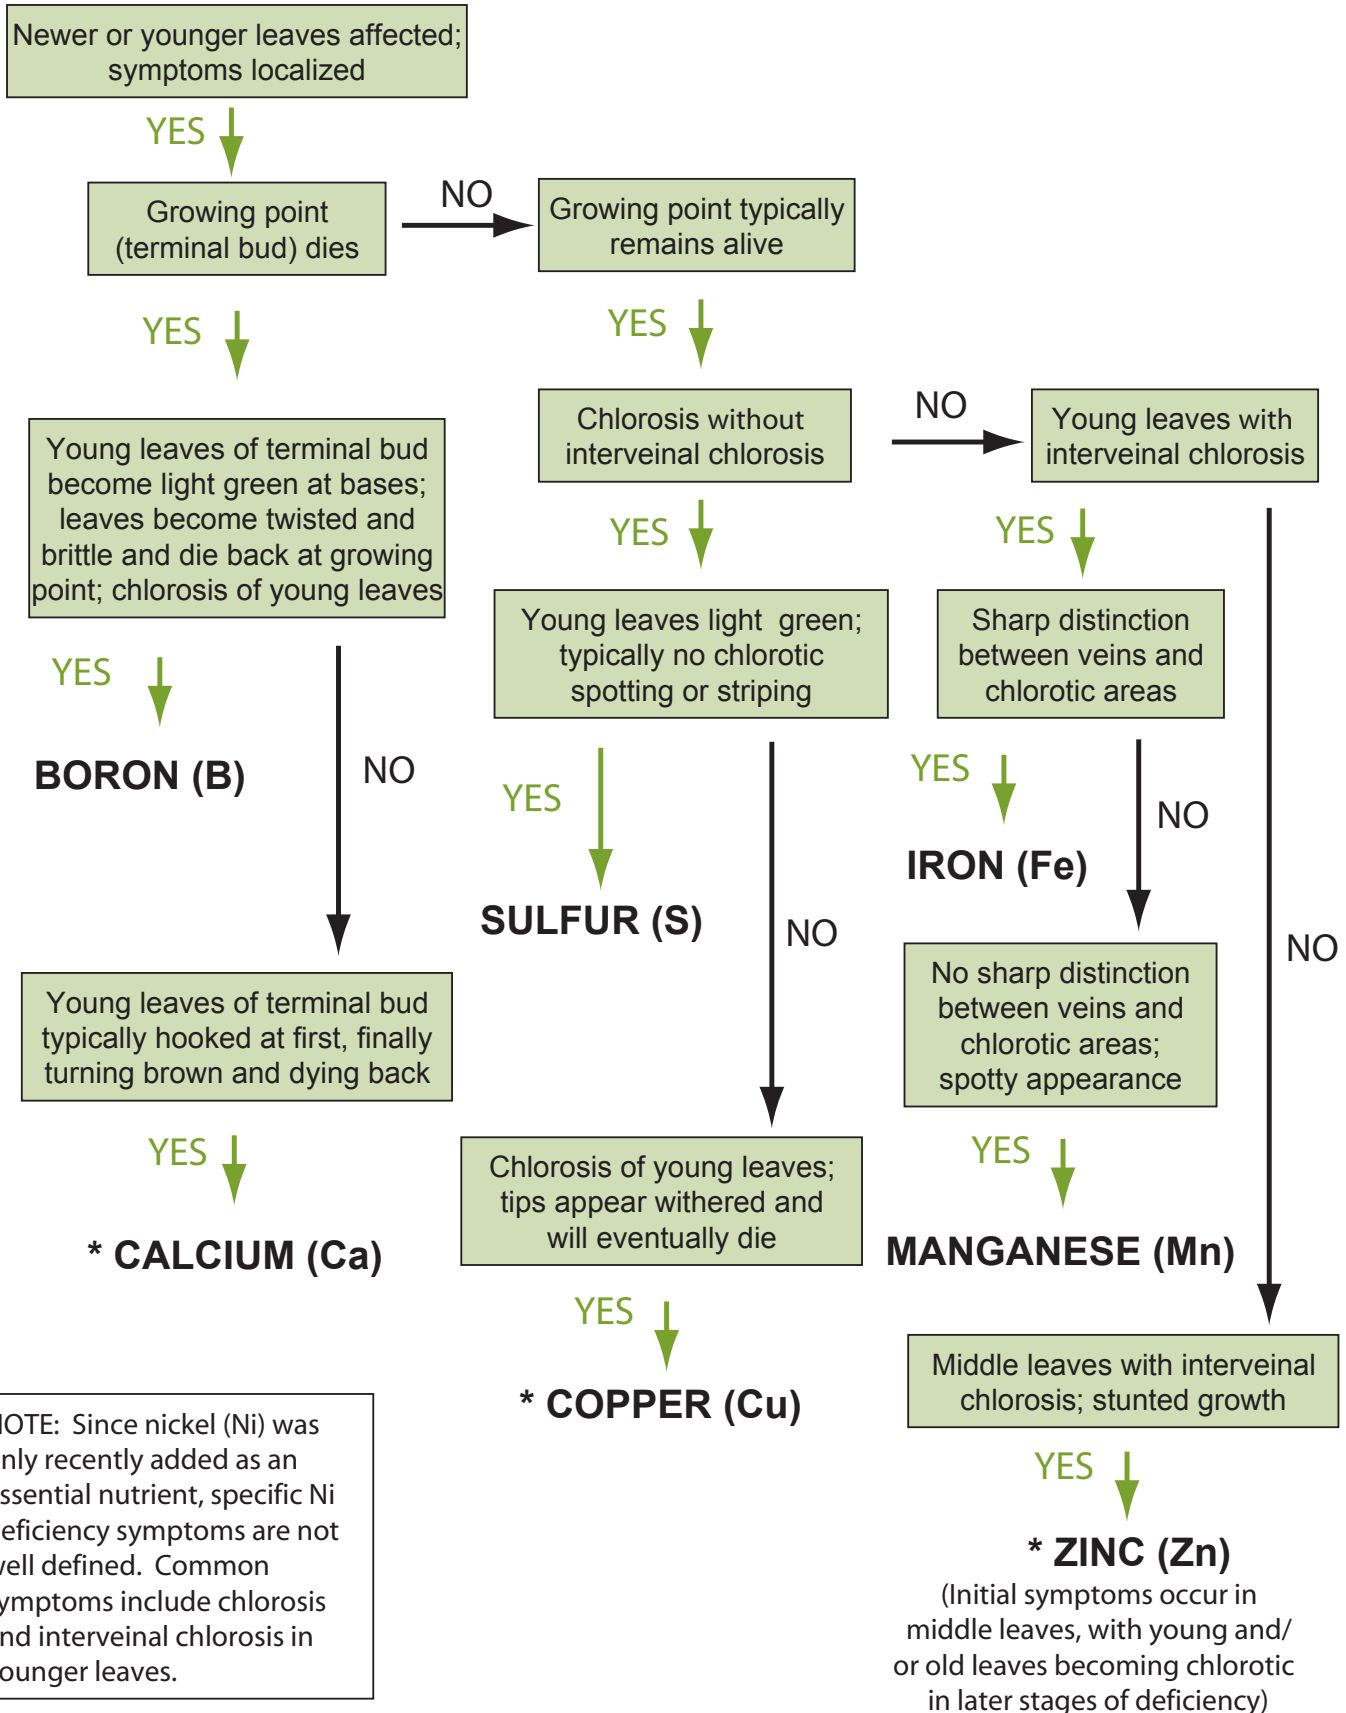 Newer or younger leaves affected;
symptoms localized
YES
Growing point
(terminal bud) dies
NO
Growing point typically
remains alive
YES
YES
Chlorosis without
interveinal chlorosis
NO
Young leaves with
interveinal chlorosis
Young leaves of terminal bud
become light green at bases;
leaves become twisted and
brittle and die back at growing
point; chlorosis of young leaves
YES
YES
Young leaves light green;
typically no chlorotic
spotting or striping
Sharp distinction
between veins and
chlorotic areas
YES
BORON (B)
NO
YES
SULFUR (S)
NO
YES
IRON (Fe)
NO
NO
No sharp distinction
between veins and
chlorotic areas;
spotty appearance
Young leaves of terminal bud
typically hooked at first, finally
turning brown and dying back
YES
* CALCIUM (Ca)
Chlorosis of young leaves;
tips appear withered and
will eventually die
YES
MANGANESE (Mn)
YES
* COPPER (Cu)
Middle leaves with interveinal
chlorosis; stunted growth
YES
* ZINC (Zn)
(Initial symptoms occur in
middle leaves, with young and/
or old leaves becoming chlorotic
in later stages of deficiency)
OTE: Since nickel (Ni) was
nly recently added as an
ssential nutrient, specific Ni
eficiency symptoms are not
well defined. Common
ymptoms include chlorosis
nd interveinal chlorosis in
ounger leaves.